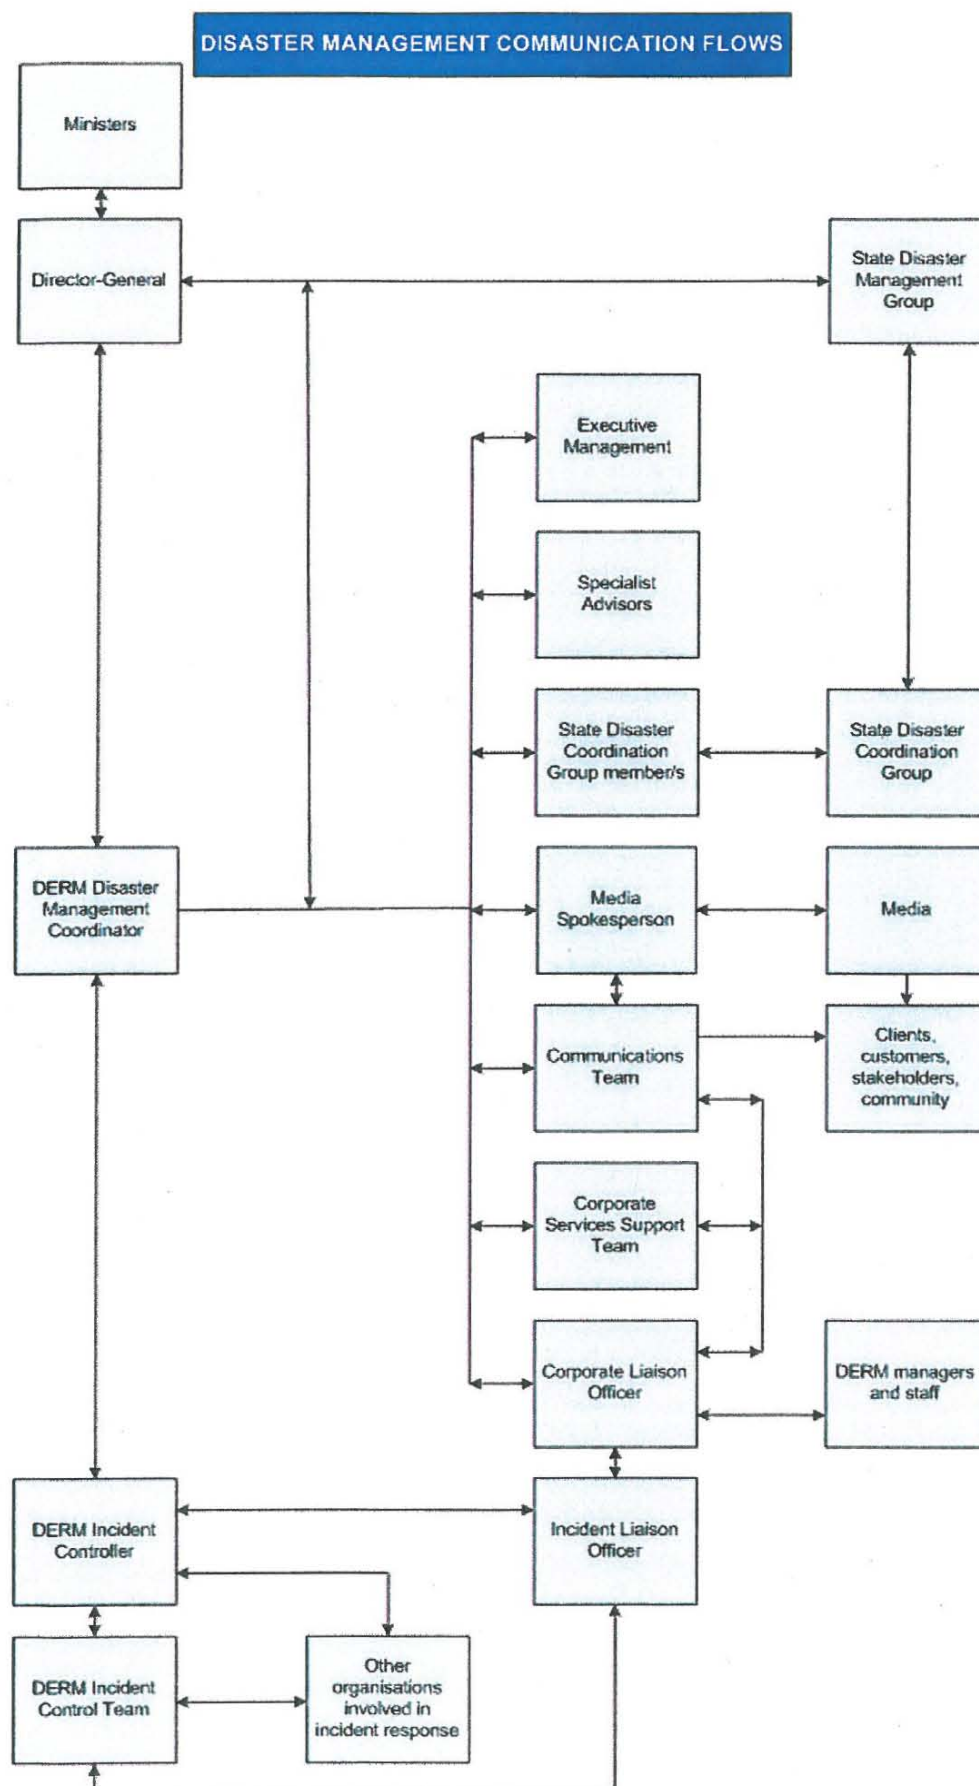 DISASTER MANAGEMENT COMMUNICATION FLOWS
Ministers
Director-General
State Disaster
Management
Group
Executive
Management
Specialist
Advisors
State Disaster
Coordination
Group member/s
State Disaster
Coordination
Group
DERM Disaster
Management
Coordinator
Media
Spokesperson
Media
Communications
Team
Clients,
customers,
stakeholders,
community
Corporate
Services Support
Team
Corporate Liaison
Officer
DERM managers
and staff
DERM Incident
Controller
Incident Liaison
Officer
DERM Incident
Control Team
Other
organisations
involved in
incident response